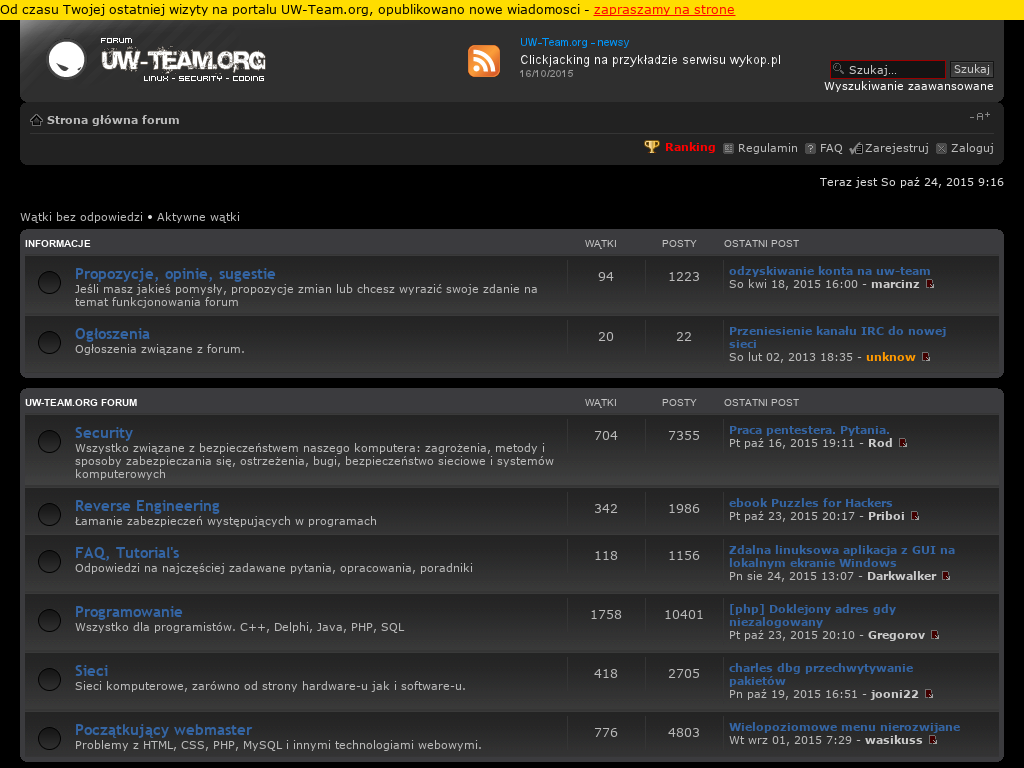 Od czasu Twojej ostatniej wizyty na portalu UW-Team.org, opublikowano nowe wiadomosci - zapraszamy na strone
FORUM
UW-TEAM.ORG
LINUX - SECURITY - CODING
UW-Team.org - newsy
Clickjacking na przykładzie serwisu wykop.pl
16/10/2015
Szukaj... Szukaj
Wyszukiwanie zaawansowane
Strona główna forum
-A+
Ranking Regulamin FAQ Zarejestruj Zaloguj
Teraz jest So paź 24, 2015 9:16
Wątki bez odpowiedzi • Aktywne wątki
INFORMACJE WĄTKI POSTY OSTATNI POST
Propozycje, opinie, sugestie
Jeśli masz jakieś pomysły, propozycje zmian lub chcesz wyrazić swoje zdanie na
temat funkcjonowania forum
94 1223
odzyskiwanie konta na uw-team
So kwi 18, 2015 16:00 - marcinz
Ogłoszenia
Ogłoszenia związane z forum.
20 22
Przeniesienie kanału IRC do nowej
sieci
So lut 02, 2013 18:35 - unknow
UW-TEAM.ORG FORUM WĄTKI POSTY OSTATNI POST
Security
Wszystko związane z bezpieczeństwem naszego komputera: zagrożenia, metody i
sposoby zabezpieczania się, ostrzeżenia, bugi, bezpieczeństwo sieciowe i systemów
komputerowych
704 7355
Praca pentestera. Pytania.
Pt paź 16, 2015 19:11 - Rod
Reverse Engineering
Łamanie zabezpieczeń występujących w programach
342 1986
ebook Puzzles for Hackers
Pt paź 23, 2015 20:17 - Priboi
FAQ, Tutorial's
Odpowiedzi na najczęściej zadawane pytania, opracowania, poradniki
118 1156
Zdalna linuksowa aplikacja z GUI na
lokalnym ekranie Windows
Pn sie 24, 2015 13:07 - Darkwalker
Programowanie
Wszystko dla programistów. C++, Delphi, Java, PHP, SQL
1758 10401
[php] Doklejony adres gdy
niezalogowany
Pt paź 23, 2015 20:10 - Gregorov
Sieci
Sieci komputerowe, zarówno od strony hardware-u jak i software-u.
418 2705
charles dbg przechwytywanie
pakietów
Pn paź 19, 2015 16:51 - jooni22
Początkujący webmaster
Problemy z HTML, CSS, PHP, MySQL i innymi technologiami webowymi.
776 4803
Wielopoziomowe menu nierozwijane
Wt wrz 01, 2015 7:29 - wasikuss